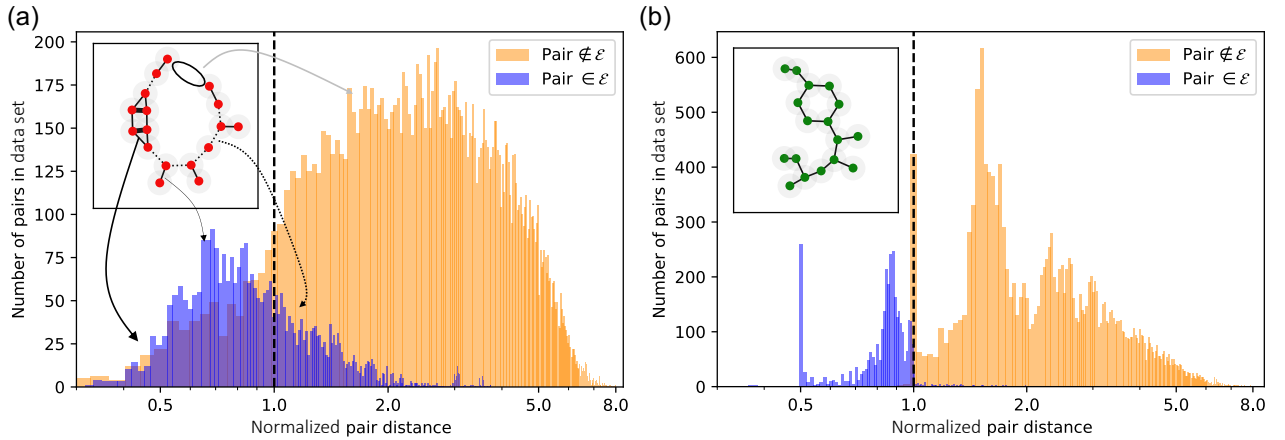 (a)
Number of pairs in data set
200
175
150
125
100
75
50
25
0
Pair ∉ ℰ
Pair ∈ ℰ
0.5 1.0 2.0 5.0 8.0
Normalized pair distance
(b)
Number of pairs in data set
600
500
400
300
200
100
0
Pair ∉ ℰ
Pair ∈ ℰ
0.5 1.0 2.0 5.0 8.0
Normalized pair distance